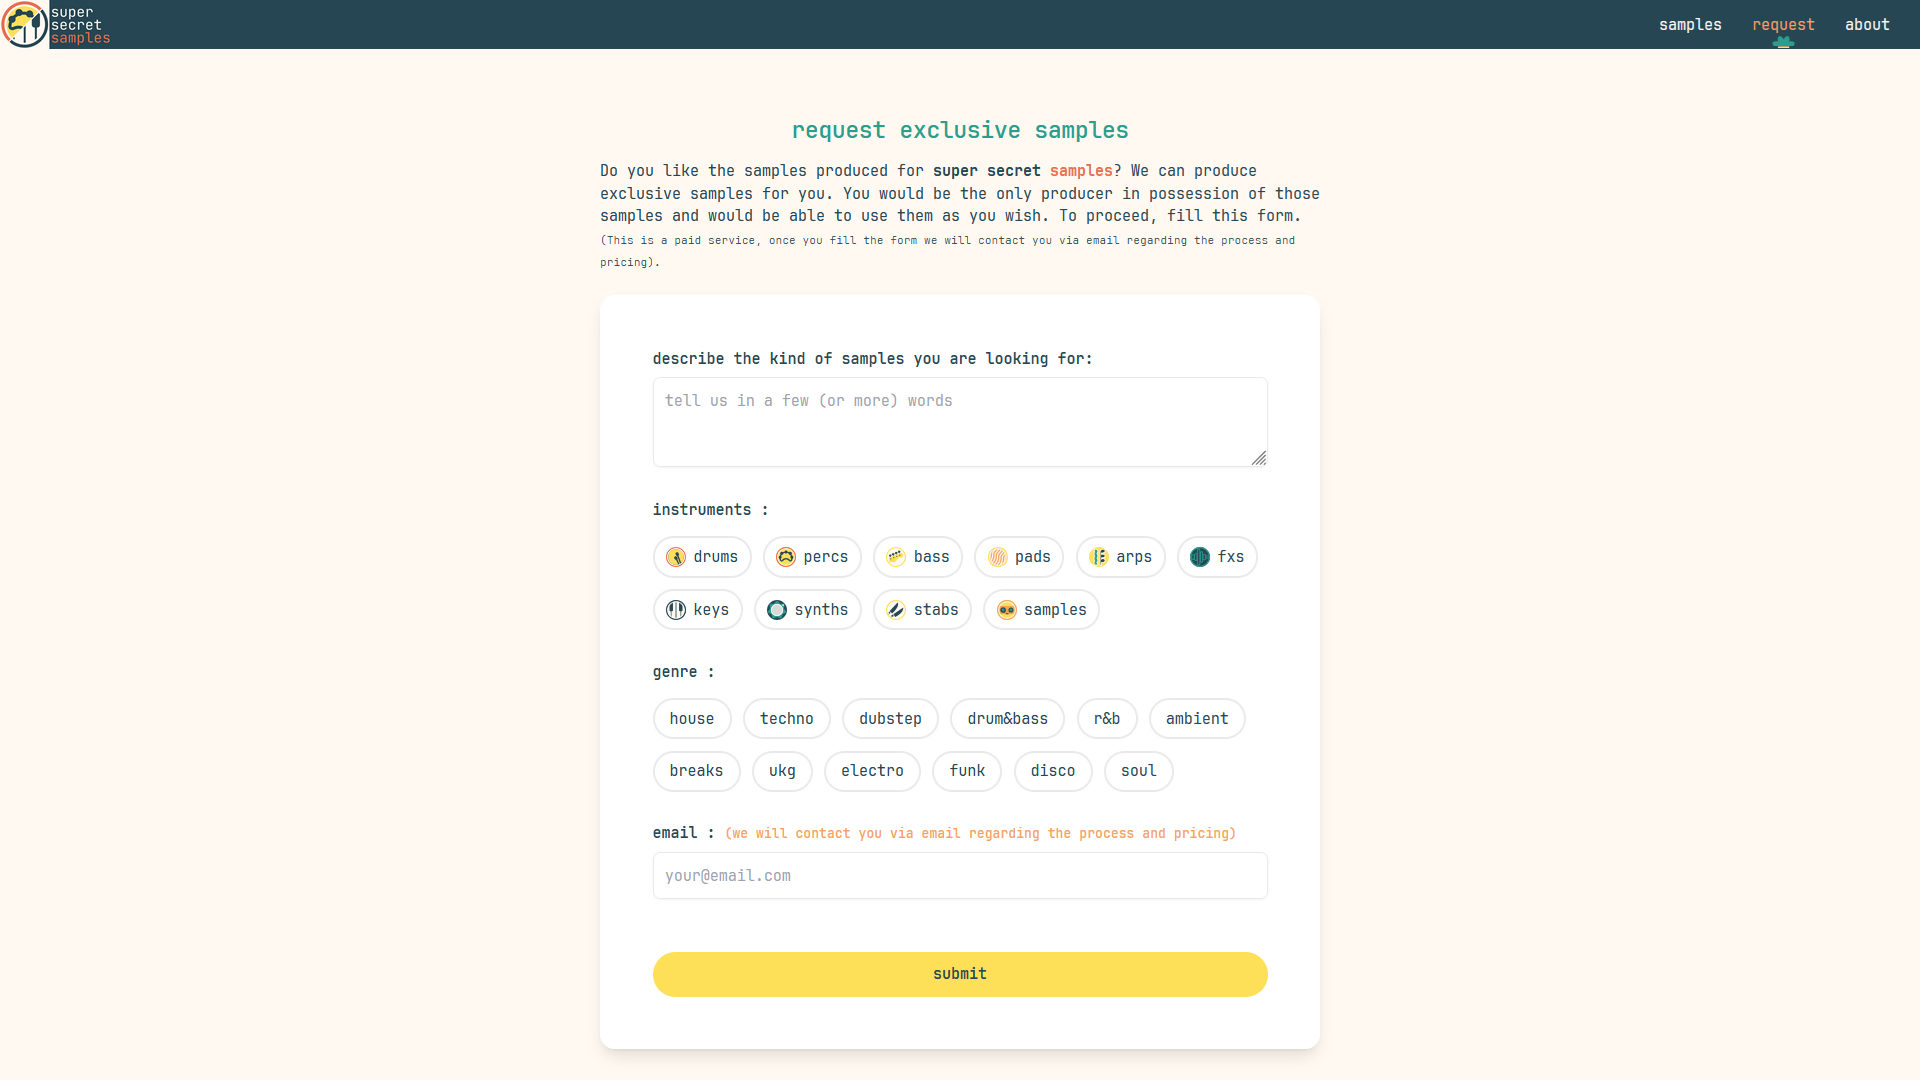 super
secret
samples
samples request about
request exclusive samples
Do you like the samples produced for super secret samples? We can produce
exclusive samples for you. You would be the only producer in possession of those
samples and would be able to use them as you wish. To proceed, fill this form.
(This is a paid service, once you fill the form we will contact you via email regarding the process and
pricing).
describe the kind of samples you are looking for:
tell us in a few (or more) words
instruments :
drums percs bass pads arps fxs
keys synths stabs samples
genre :
house techno dubstep drum&bass r&b ambient
breaks ukg electro funk disco soul
email : (we will contact you via email regarding the process and pricing)
your@email.com
submit